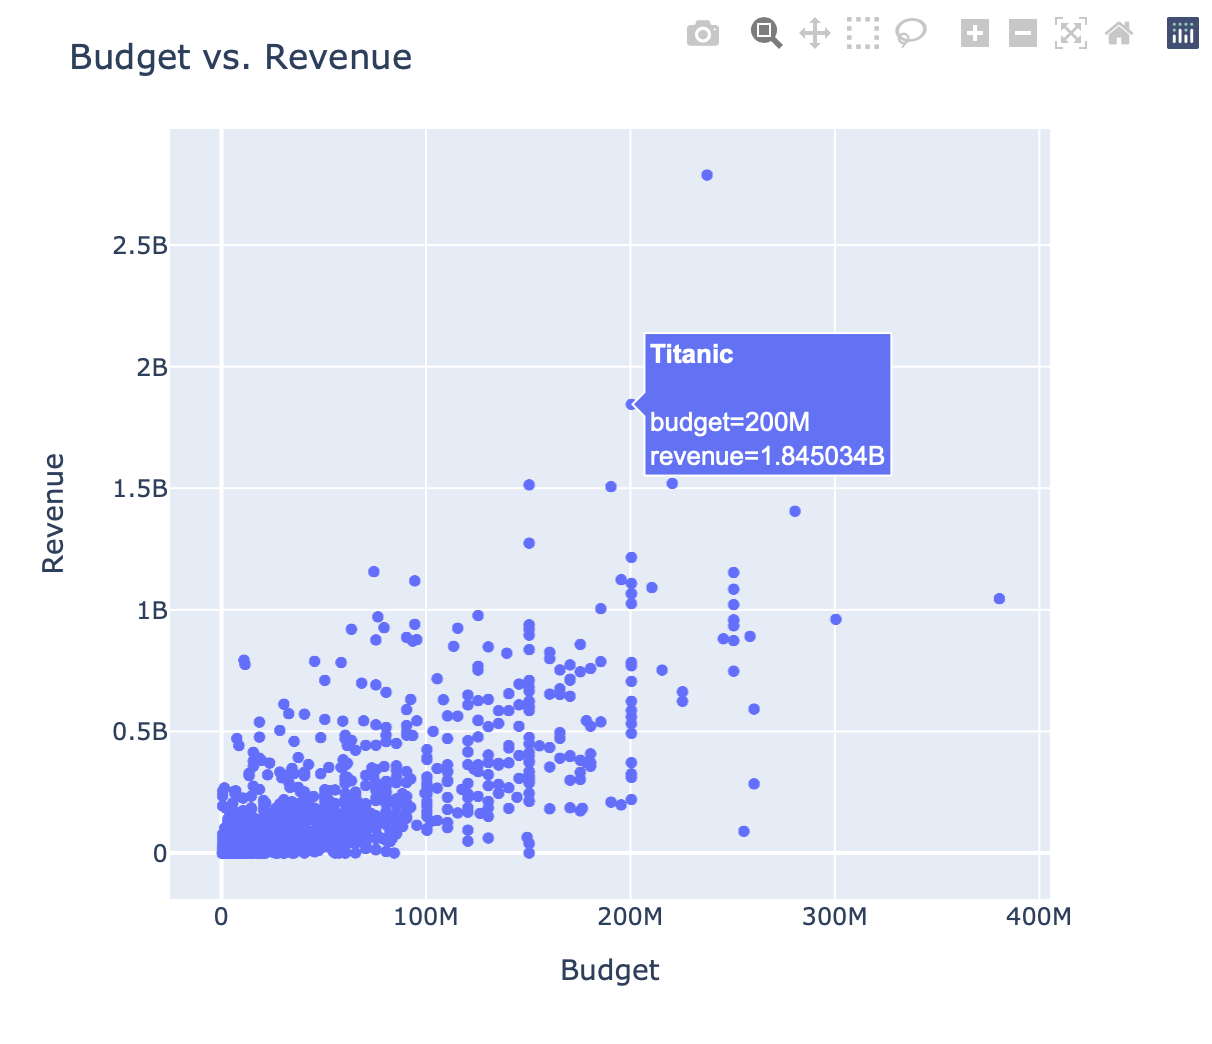 Budget vs. Revenue
2.5B
2B
1.5B
1B
0.5B
0
Revenue
Titanic
budget=200M
revenue=1.845034B
0
100M
200M
300M
400M
Budget